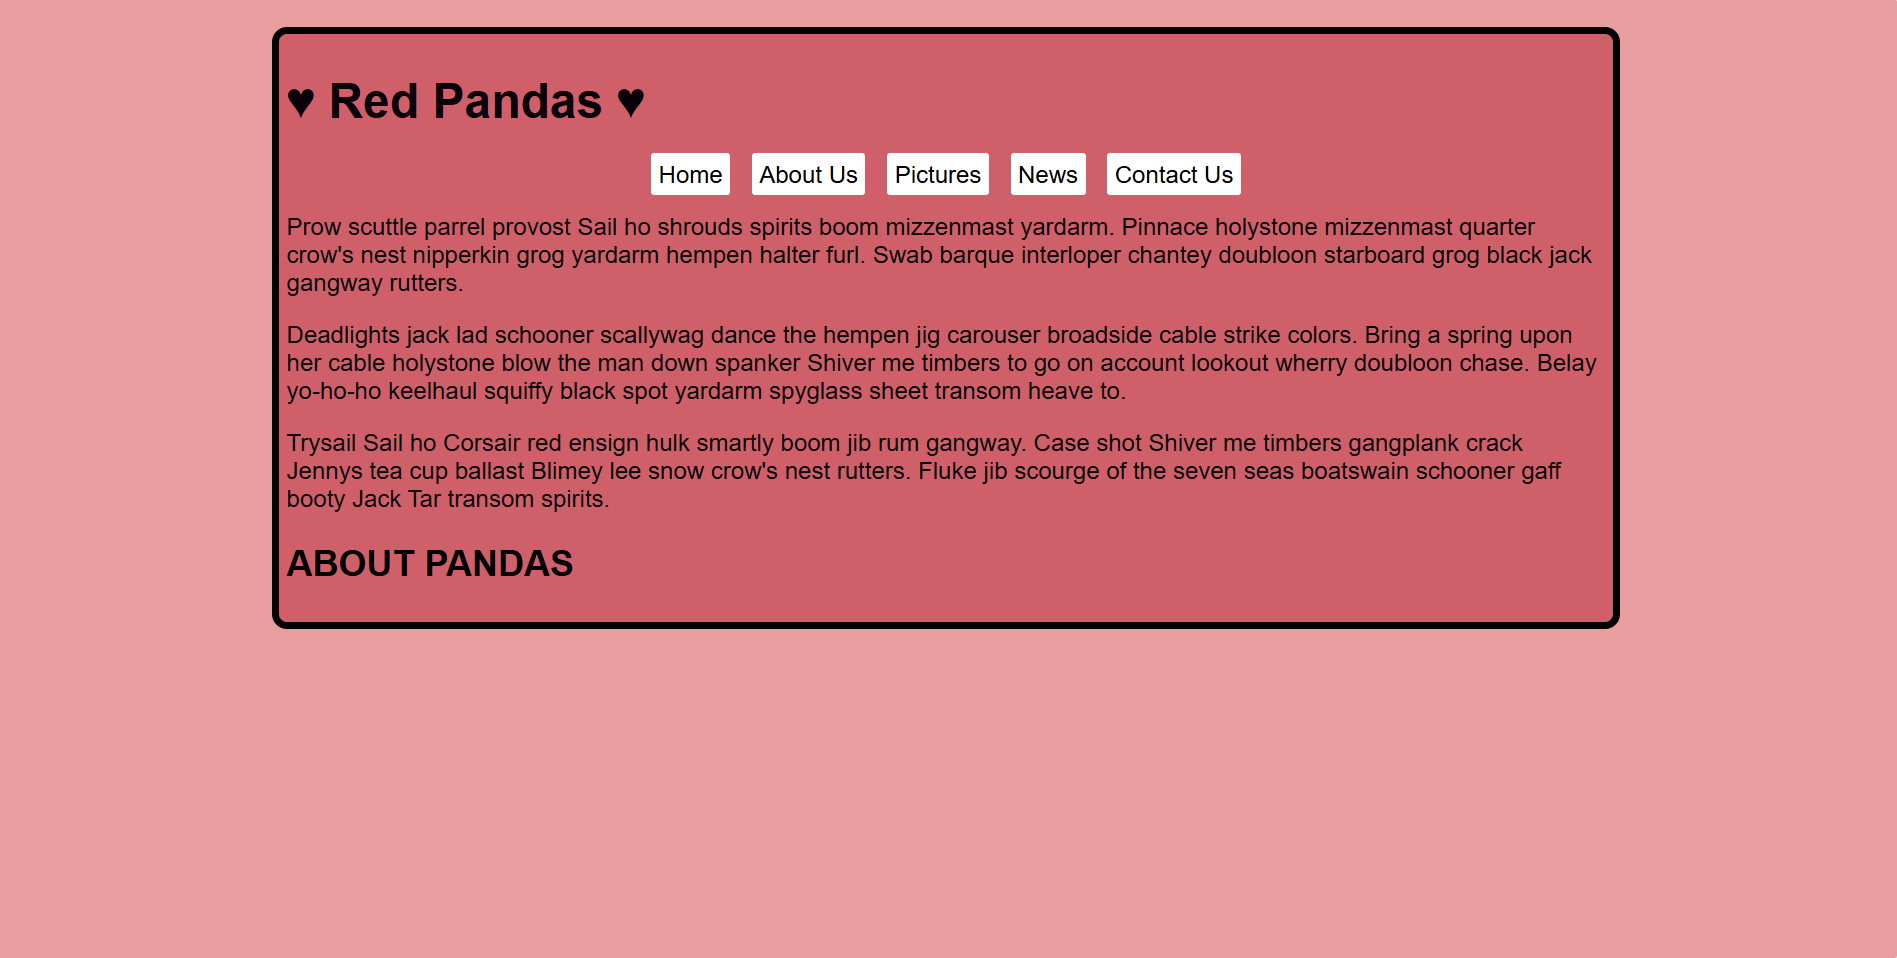 ♥ Red Pandas ♥
Home About Us Pictures News Contact Us
Prow scuttle parrel provost Sail ho shrouds spirits boom mizzenmast yardarm. Pinnace holystone mizzenmast quarter
crow's nest nipperkin grog yardarm hempen halter furl. Swab barque interloper chantey doubloon starboard grog black jack
gangway rutters.
Deadlights jack lad schooner scallywag dance the hempen jig carouser broadside cable strike colors. Bring a spring upon
her cable holystone blow the man down spanker Shiver me timbers to go on account lookout wherry doubloon chase. Belay
yo-ho-ho keelhaul squiffy black spot yardarm spyglass sheet transom heave to.
Trysail Sail ho Corsair red ensign hulk smartly boom jib rum gangway. Case shot Shiver me timbers gangplank crack
Jennys tea cup ballast Blimey lee snow crow's nest rutters. Fluke jib scourge of the seven seas boatswain schooner gaff
booty Jack Tar transom spirits.
ABOUT PANDAS